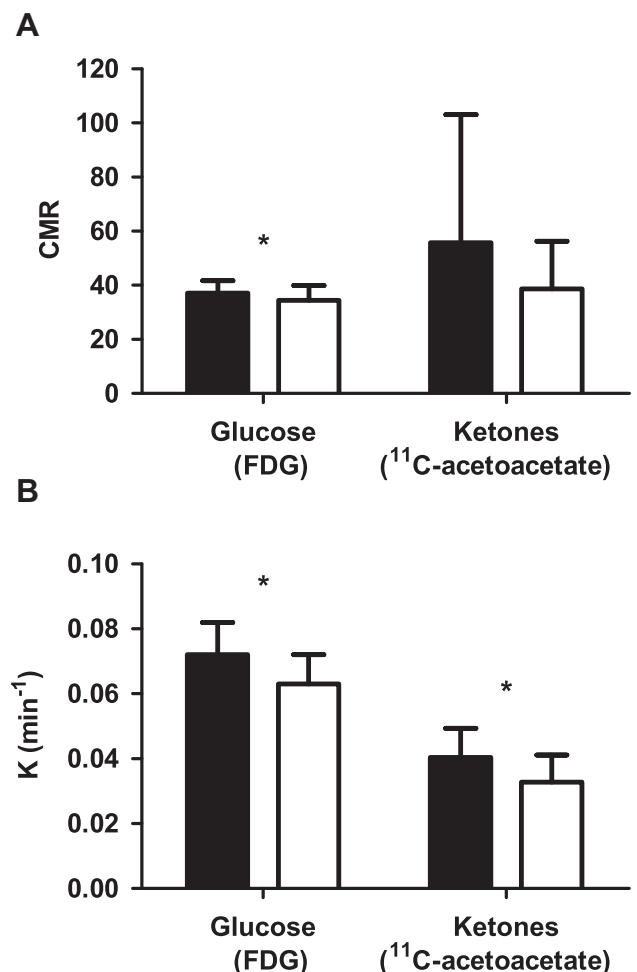 A
120
100
80
60
40
20
0
CMR
*
Glucose
(FDG)
Ketones
(¹¹C-acetoacetate)
B
0.10
0.08
0.06
0.04
0.02
0.00
K (min⁻¹)
*
*
Glucose
(FDG)
Ketones
(¹¹C-acetoacetate)